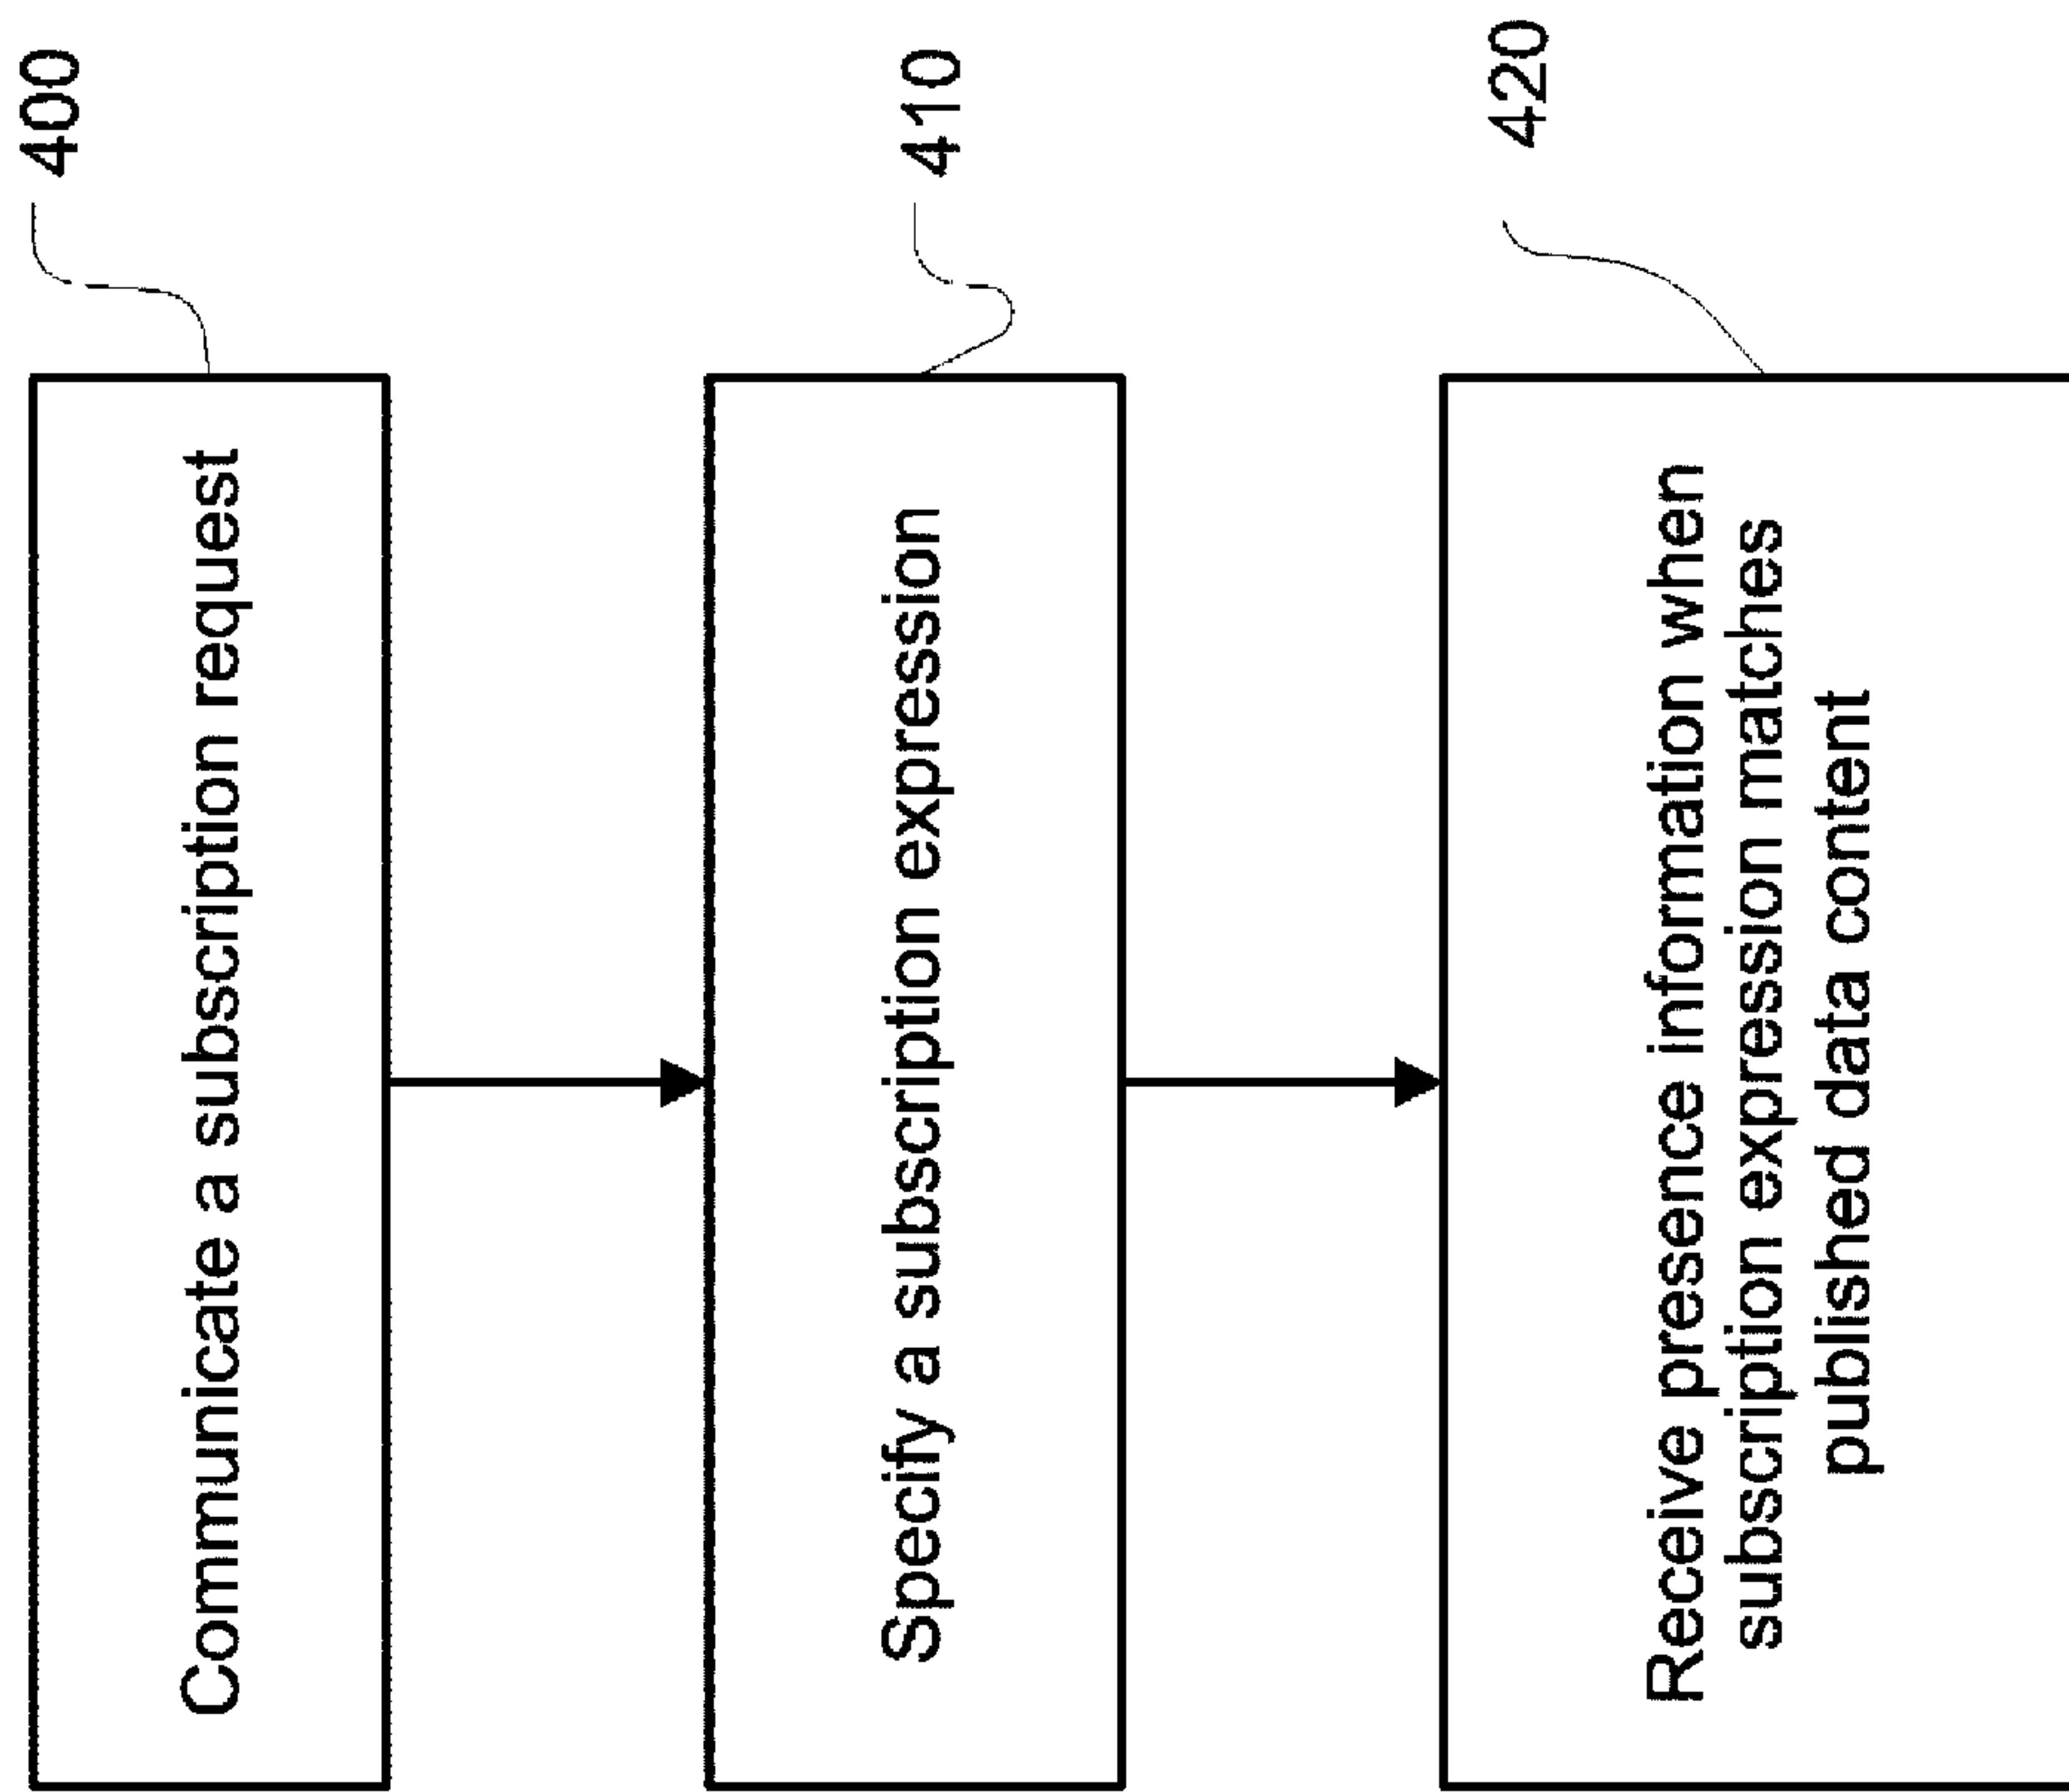 Communicate a subscription request
400
Specify a subscription expression
410
Receive presence information when
subscription expression matches
published data content
420